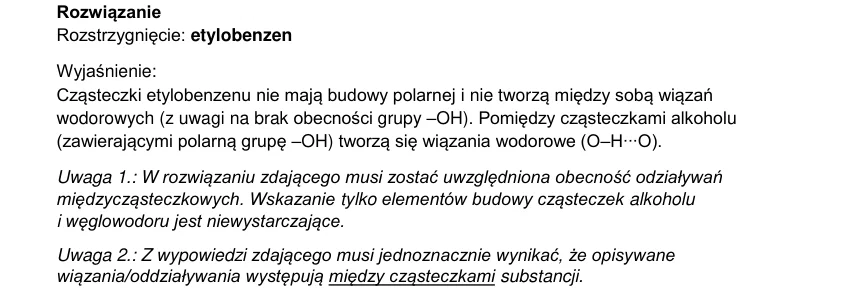 Rozwiązanie
Rozstrzygnięcie: etylobenzen
Wyjaśnienie:
Cząsteczki etylobenzenu nie mają budowy polarnej i nie tworzą między sobą wiązań
wodorowych (z uwagi na brak obecności grupy –OH). Pomiędzy cząsteczkami alkoholu
(zawierającymi polarną grupę –OH) tworzą się wiązania wodorowe (O–H···O).
Uwaga 1.: W rozwiązaniu zdającego musi zostać uwzględniona obecność odziaływań
międzycząsteczkowych. Wskazanie tylko elementów budowy cząsteczek alkoholu
i węglowodoru jest niewystarczające.
Uwaga 2.: Z wypowiedzi zdającego musi jednoznacznie wynikać, że opisywane
wiązania/oddziaływania występują między cząsteczkami substancji.